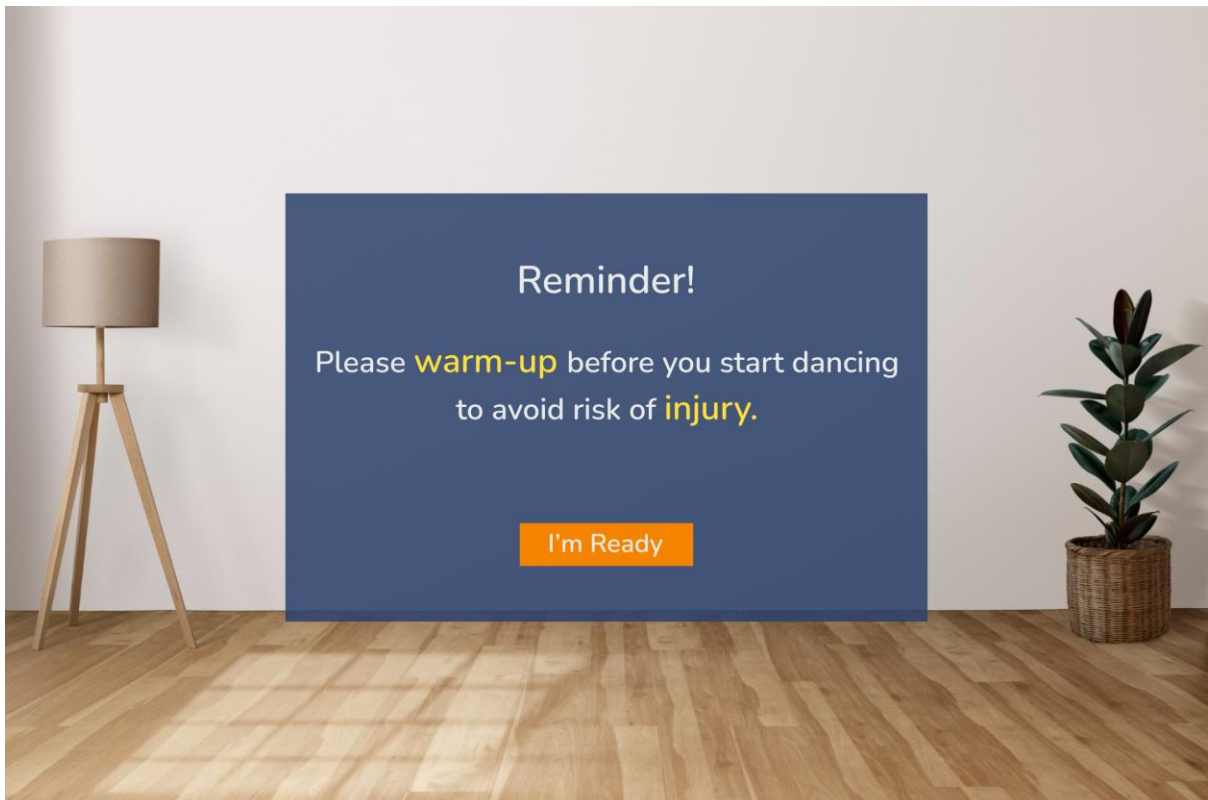 Reminder!
Please warm-up before you start dancing
to avoid risk of injury.
I'm Ready